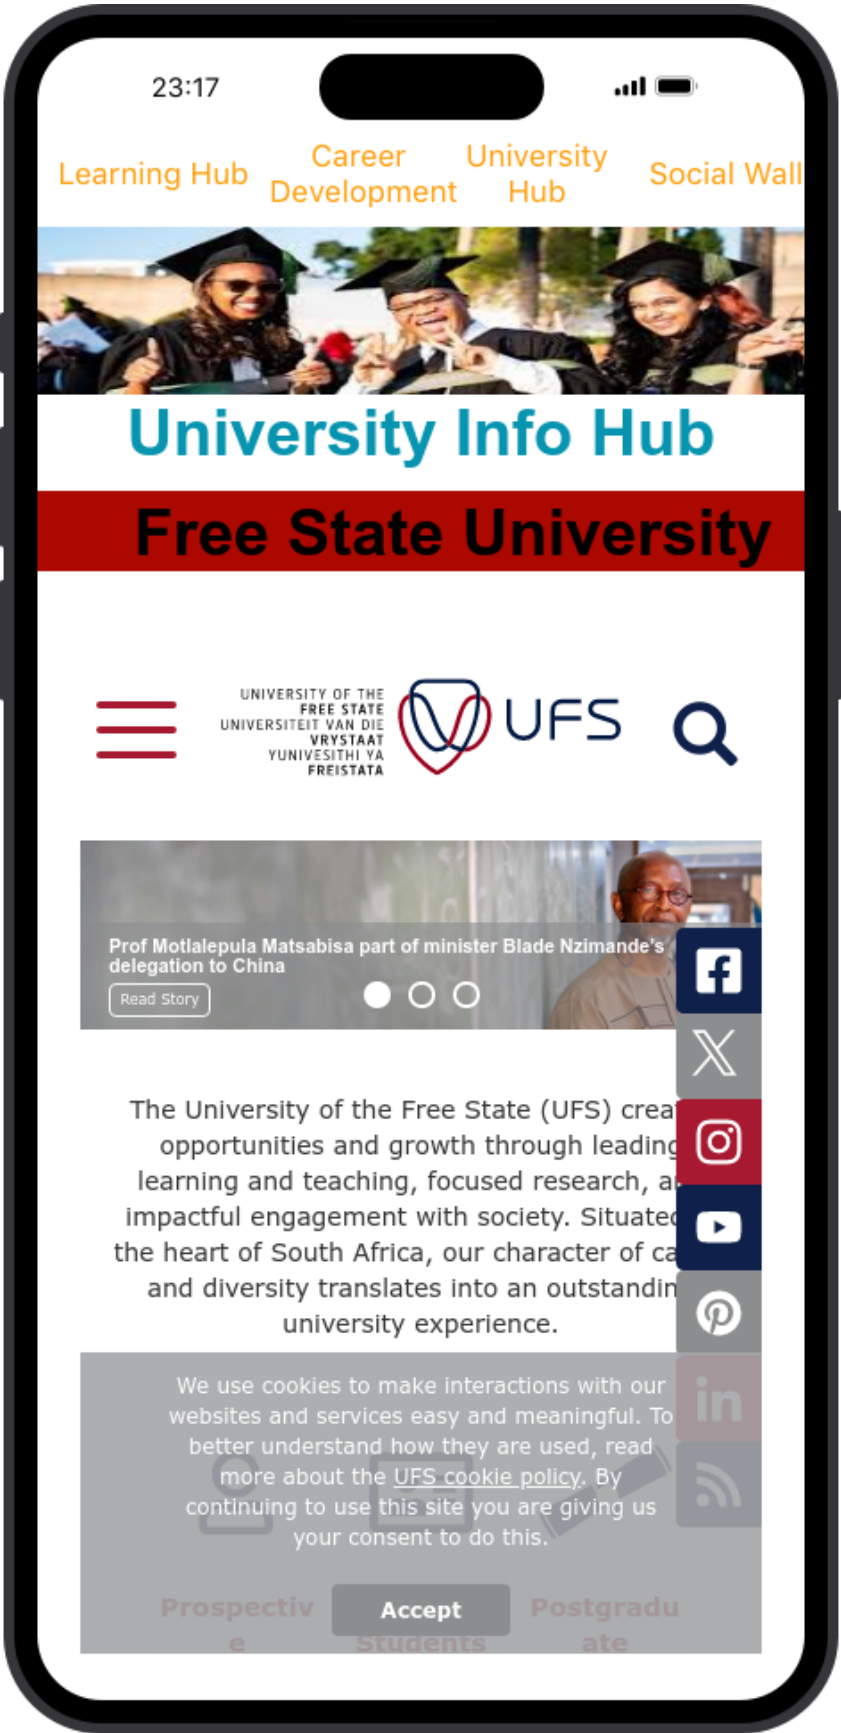 23:17
Learning Hub
Career
Development
University
Hub
Social Wall
University Info Hub
Free State University
UNIVERSITY OF THE
FREE STATE
UNIVERSITEIT VAN DIE
VRYSTAAT
YUNIVESITHI YA
FREISTATA
UFS
Prof Motlalepula Matsabisa part of minister Blade Nzimande's
delegation to China
Read Story
The University of the Free State (UFS) crea
opportunities and growth through leading
learning and teaching, focused research, a
impactful engagement with society. Situated
the heart of South Africa, our character of ca
and diversity translates into an outstandin
university experience.
We use cookies to make interactions with our
websites and services easy and meaningful. To
better understand how they are used, read
more about the UFS cookie policy. By
continuing to use this site you are giving us
your consent to do this.
Accept
Prospectiv
e
Students
Postgradu
ate